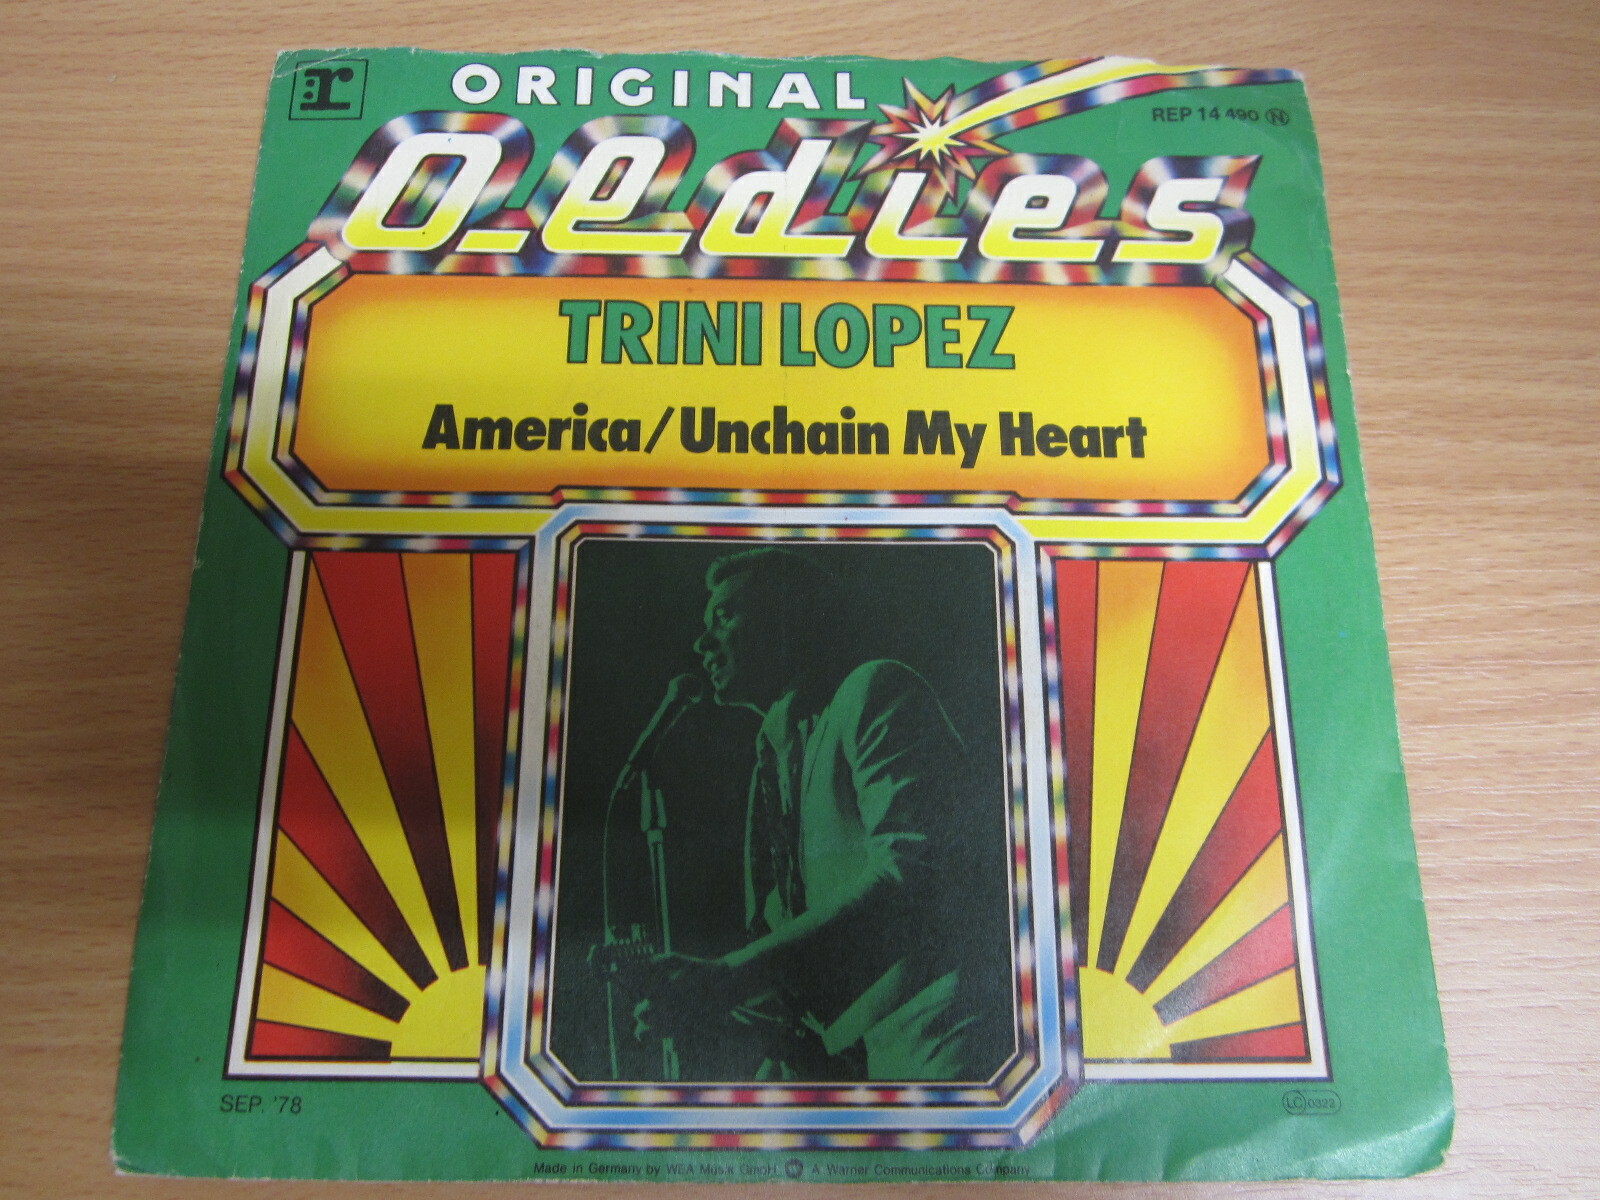 r
ORIGINAL
REP 14 490 N
Oldies
TRINI LOPEZ
America/Unchain My Heart
SEP. '78
LC 0322
Made in Germany by WEA Musik GmbH W A Warner Communications Company